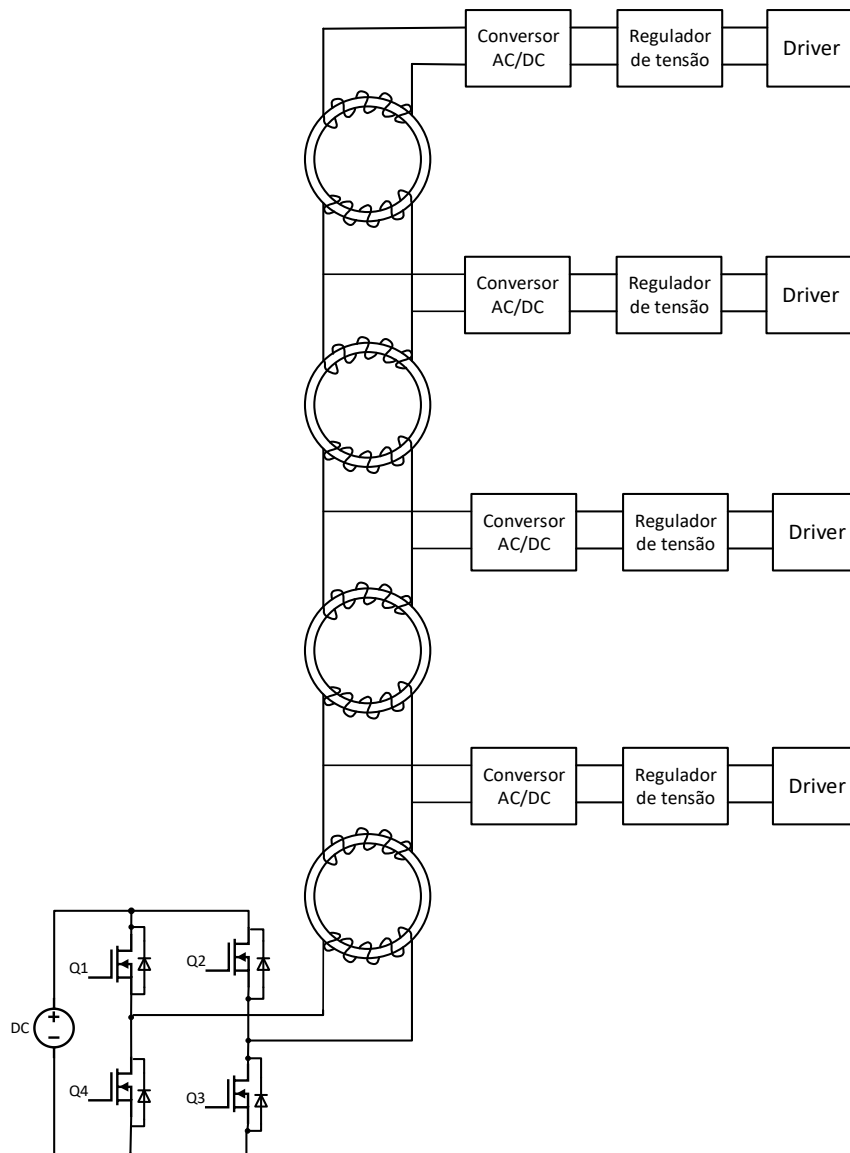 Conversor
AC/DC
Regulador
de tensão
Driver
Conversor
AC/DC
Regulador
de tensão
Driver
Conversor
AC/DC
Regulador
de tensão
Driver
Conversor
AC/DC
Regulador
de tensão
Driver
Q1
Q2
DC
Q4
Q3